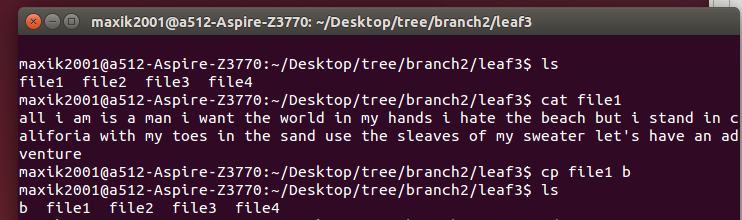 maxik2001@a512-Aspire-Z3770: ~/Desktop/tree/branch2/leaf3
maxik2001@a512-Aspire-Z3770:~/Desktop/tree/branch2/leaf3$ ls
file1  file2  file3  file4
maxik2001@a512-Aspire-Z3770:~/Desktop/tree/branch2/leaf3$ cat file1
all i am is a man i want the world in my hands i hate the beach but i stand in c
aliforia with my toes in the sand use the sleaves of my sweater let's have an ad
venture
maxik2001@a512-Aspire-Z3770:~/Desktop/tree/branch2/leaf3$ cp file1 b
maxik2001@a512-Aspire-Z3770:~/Desktop/tree/branch2/leaf3$ ls
b  file1  file2  file3  file4